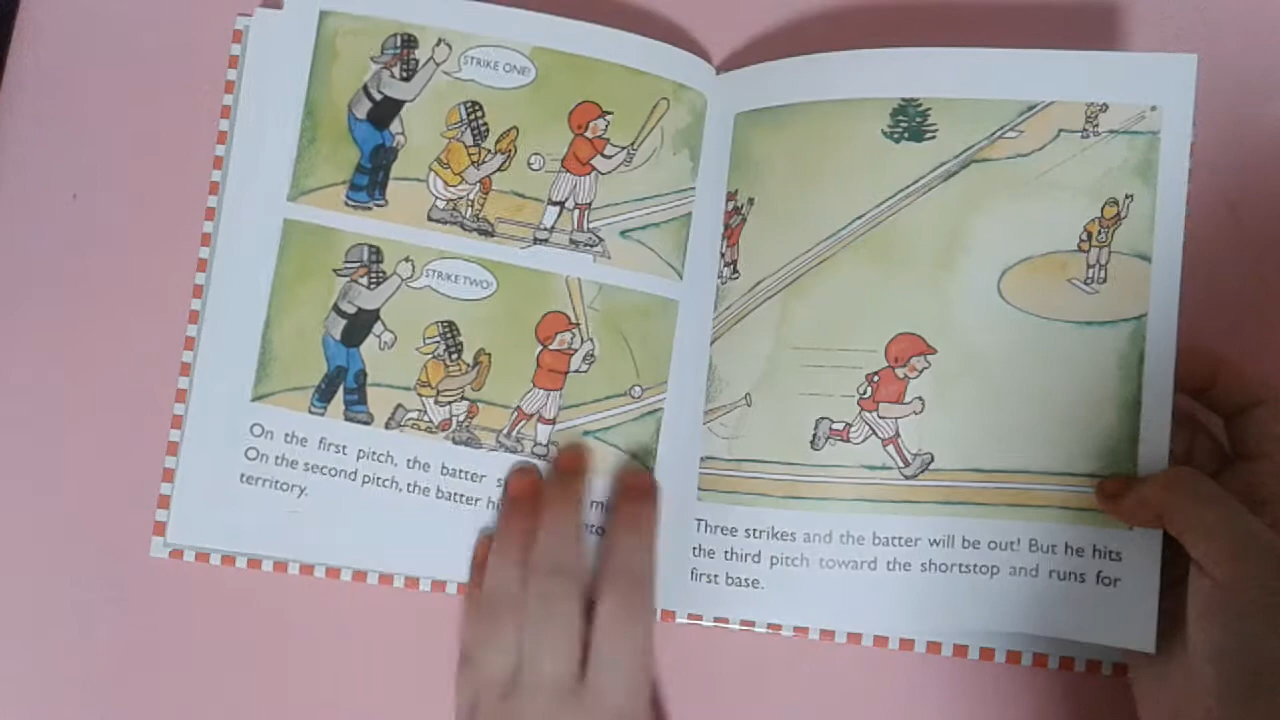 STRIKE ONE!
STRIKE TWO!
On the first pitch, the batter
On the second pitch, the batter
territory.
Three strikes and the batter will be out! But he hits
the third pitch toward the shortstop and runs for
first base.